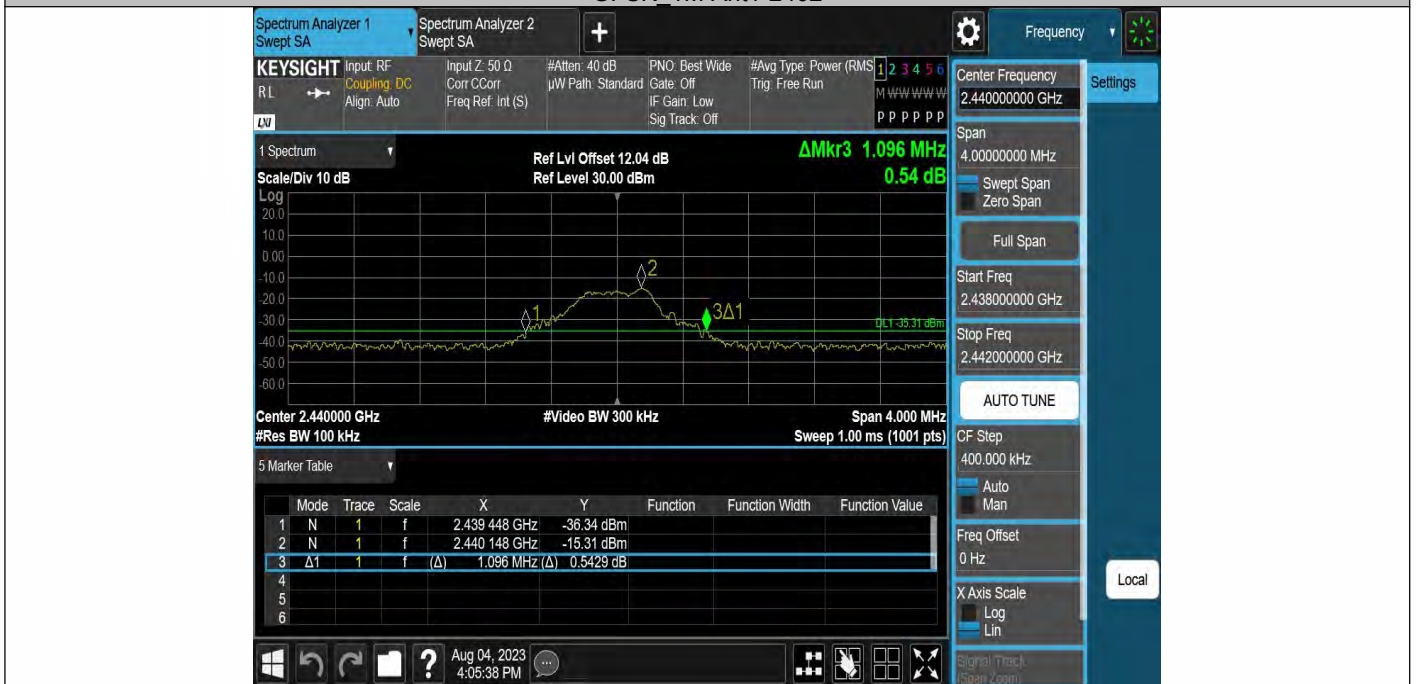 Spectrum Analyzer 1
Swept SA
Spectrum Analyzer 2
Swept SA
+
Frequency
KEYSIGHT
RL
LXI
Input: RF
Coupling: DC
Align: Auto
Input Z: 50 Ω
Corr CCorr
Freq Ref: Int (S)
#Atten: 40 dB
µW Path: Standard
PNO: Best Wide
Gate: Off
IF Gain: Low
Sig Track: Off
#Avg Type: Power (RMS
Trig: Free Run
1 2 3 4 5 6
M W W W W W
P P P P P P
1 Spectrum
Scale/Div 10 dB
Ref Lvl Offset 12.04 dB
Ref Level 30.00 dBm
ΔMkr3 1.096 MHz
0.54 dB
Log
20.0
10.0
0.00
-10.0
-20.0
-30.0
-40.0
-50.0
-60.0
1
2
3Δ1
DL1 -35.31 dBm
Center 2.440000 GHz
#Video BW 300 kHz
Span 4.000 MHz
#Res BW 100 kHz
Sweep 1.00 ms (1001 pts)
5 Marker Table
Mode Trace Scale X Y Function Function Width Function Value
1 N 1 f 2.439 448 GHz -36.34 dBm
2 N 1 f 2.440 148 GHz -15.31 dBm
3 Δ1 1 f (Δ) 1.096 MHz (Δ) 0.5429 dB
4
5
6
Aug 04, 2023
4:05:38 PM
?
Center Frequency
2.440000000 GHz
Settings
Span
4.00000000 MHz
Swept Span
Zero Span
Full Span
Start Freq
2.438000000 GHz
Stop Freq
2.442000000 GHz
AUTO TUNE
CF Step
400.000 kHz
Auto
Man
Freq Offset
0 Hz
X Axis Scale
Log
Lin
Signal Track
(Span Zoom)
Local